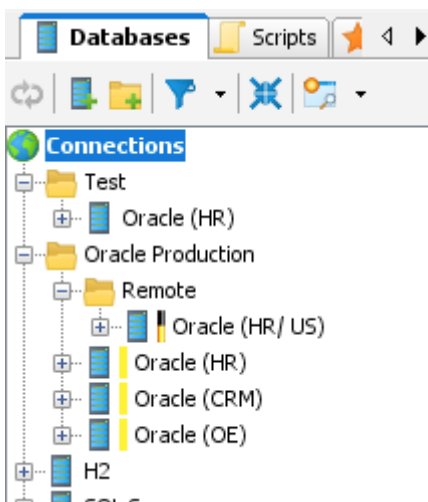 Databases Scripts
Connections
Test
Oracle (HR)
Oracle Production
Remote
Oracle (HR/ US)
Oracle (HR)
Oracle (CRM)
Oracle (OE)
H2